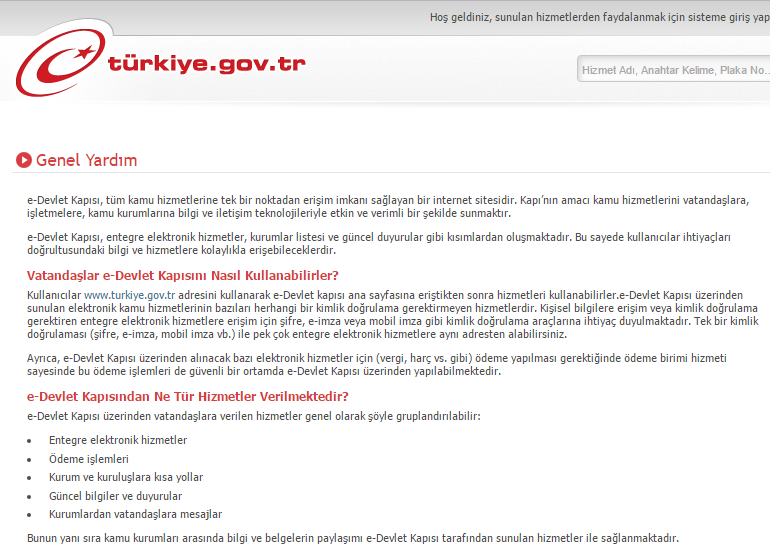 Hoş geldiniz, sunulan hizmetlerden faydalanmak için sisteme giriş yap
türkiye.gov.tr
Hizmet Adı, Anahtar Kelime, Plaka No..
Genel Yardım
e-Devlet Kapısı, tüm kamu hizmetlerine tek bir noktadan erişim imkanı sağlayan bir internet sitesidir. Kapı'nın amacı kamu hizmetlerini vatandaşlara,
işletmelere, kamu kurumlarına bilgi ve iletişim teknolojileriyle etkin ve verimli bir şekilde sunmaktır.
e-Devlet Kapısı, entegre elektronik hizmetler, kurumlar listesi ve güncel duyurular gibi kısımlardan oluşmaktadır. Bu sayede kullanıcılar ihtiyaçları
doğrultusundaki bilgi ve hizmetlere kolaylıkla erişebileceklerdir.
Vatandaşlar e-Devlet Kapısını Nasıl Kullanabilirler?
Kullanıcılar www.turkiye.gov.tr adresini kullanarak e-Devlet kapısı ana sayfasına eriştikten sonra hizmetleri kullanabilirler.e-Devlet Kapısı üzerinden
sunulan elektronik kamu hizmetlerinin bazıları herhangi bir kimlik doğrulama gerektirmeyen hizmetlerdir. Kişisel bilgilere erişim veya kimlik doğrulama
gerektiren entegre elektronik hizmetlere erişim için şifre, e-imza veya mobil imza gibi kimlik doğrulama araçlarına ihtiyaç duyulmaktadır. Tek bir kimlik
doğrulaması (şifre, e-imza, mobil imza vb.) ile pek çok entegre elektronik hizmetlere aynı adresten alabilirsiniz.
Ayrıca, e-Devlet Kapısı üzerinden alınacak bazı elektronik hizmetler için (vergi, harç vs. gibi) ödeme yapılması gerektiğinde ödeme birimi hizmeti
sayesinde bu ödeme işlemleri de güvenli bir ortamda e-Devlet Kapısı üzerinden yapılabilmektedir.
e-Devlet Kapısından Ne Tür Hizmetler Verilmektedir?
e-Devlet Kapısı üzerinden vatandaşlara verilen hizmetler genel olarak şöyle gruplandırılabilir:
• Entegre elektronik hizmetler
• Ödeme işlemleri
• Kurum ve kuruluşlara kısa yollar
• Güncel bilgiler ve duyurular
• Kurumlardan vatandaşlara mesajlar
Bunun yanı sıra kamu kurumları arasında bilgi ve belgelerin paylaşımı e-Devlet Kapısı tarafından sunulan hizmetler ile sağlanmaktadır.